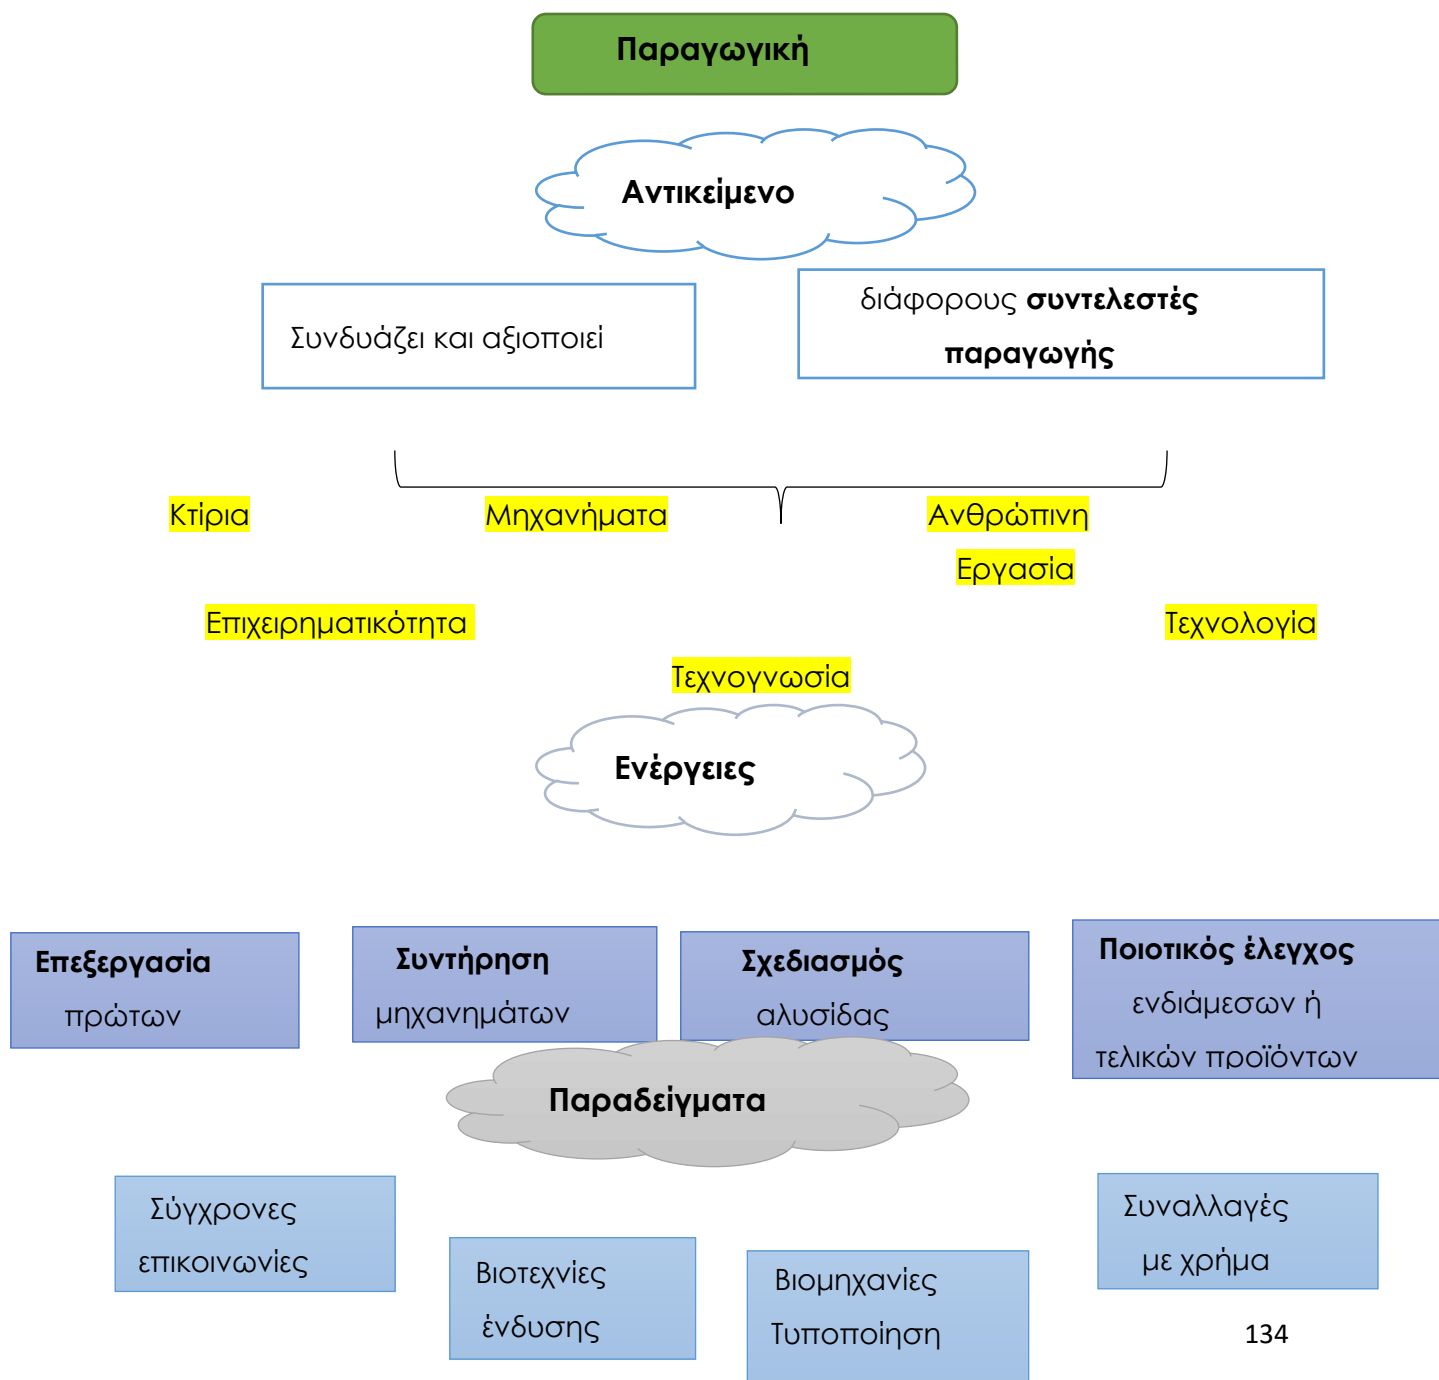 Παραγωγική
Αντικείμενο
Συνδυάζει και αξιοποιεί
διάφορους συντελεστές
παραγωγής
Κτίρια
Μηχανήματα
Ανθρώπινη
Εργασία
Επιχειρηματικότητα
Τεχνολογία
Τεχνογνωσία
Ενέργειες
Επεξεργασία
πρώτων
Συντήρηση
μηχανημάτων
Σχεδιασμός
αλυσίδας
Ποιοτικός έλεγχος
ενδιάμεσων ή
τελικών προϊόντων
Παραδείγματα
Σύγχρονες
επικοινωνίες
Βιοτεχνίες
ένδυσης
Βιομηχανίες
Τυποποίηση
Συναλλαγές
με χρήμα
134